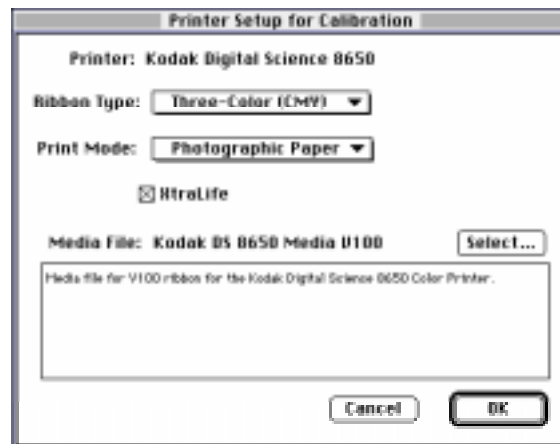 Printer Setup for Calibration
Printer: Kodak Digital Science 8650
Ribbon Type: Three-Color (CMY)
Print Mode: Photographic Paper
XtraLife
Media File: Kodak DS 8650 Media V100
Select...
Media file for V100 ribbon for the Kodak Digital Science 8650 Color Printer.
Cancel
OK